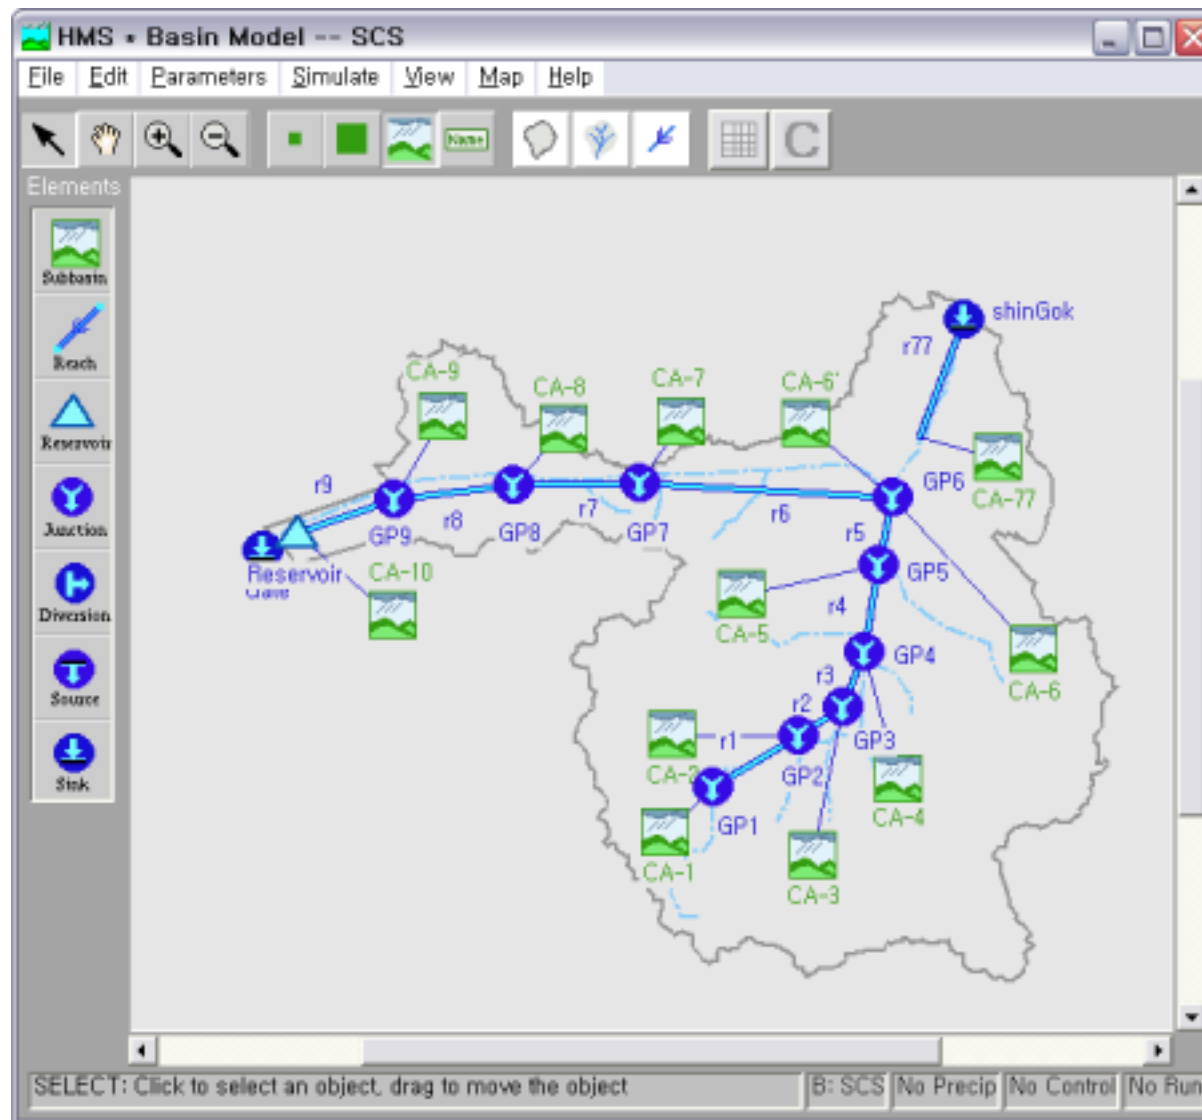 HMS * Basin Model -- SCS
File Edit Parameters Simulate View Map Help
Name
C
Elements
Subbasin
Reach
Reservoir
Junction
Diversion
Source
Sink
shinGok
r77
CA-9
CA-8
CA-7
CA-6'
r9
GP6
CA-77
GP9
r8
GP8
r7
GP7
r6
r5
Reservoir
CA-10
GP5
CA-5
r4
GP4
CA-6
r3
r2
r1
GP3
CA-2
GP2
GP1
CA-4
CA-1
CA-3
SELECT: Click to select an object, drag to move the object
B: SCS
No Precip
No Control
No Run